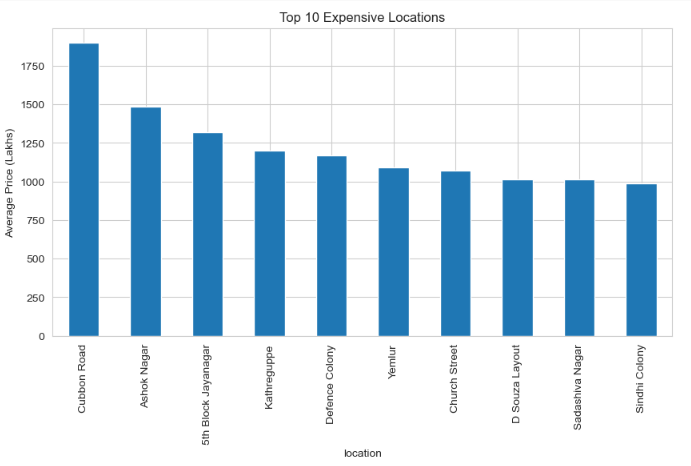 Top 10 Expensive Locations
Average Price (Lakhs)
1750
1500
1250
1000
750
500
250
0
Cubbon Road
Ashok Nagar
5th Block Jayanagar
Kathreguppe
Defence Colony
Yemlur
Church Street
D Souza Layout
Sadashiva Nagar
Sindhi Colony
location